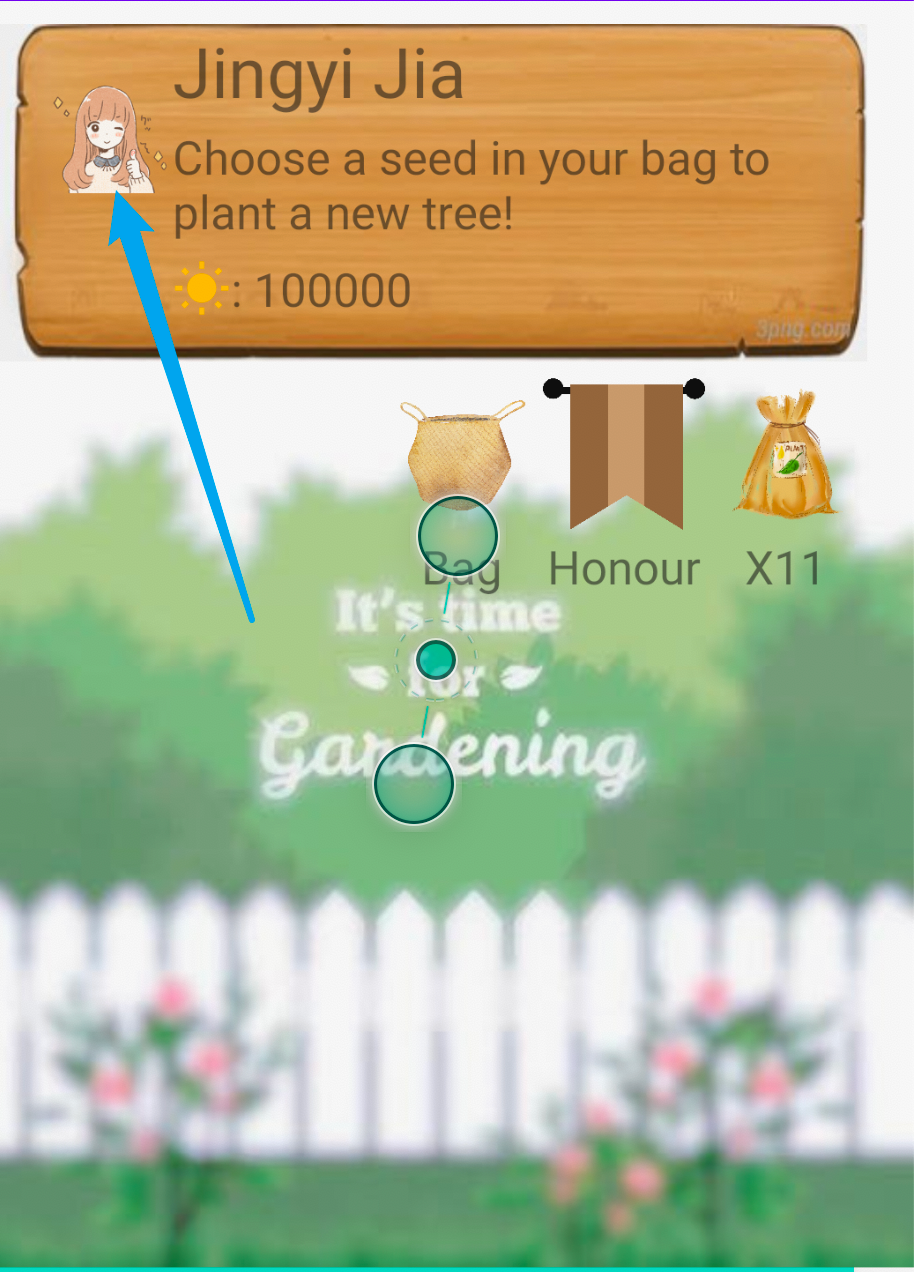 Jingyi Jia
Choose a seed in your bag to
plant a new tree!
: 100000
3png.com
Bag
Honour
X11
It's time
for
Gardening